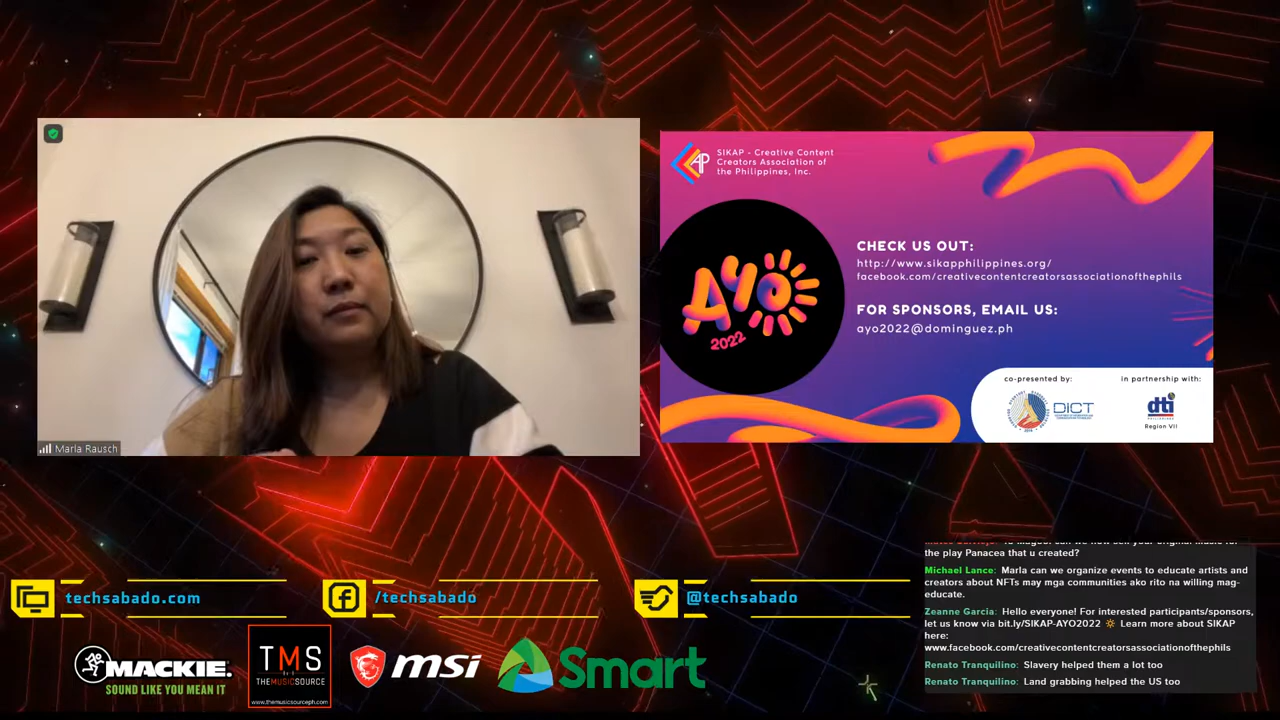 Marla Rausch
AP
SIKAP - Creative Content
Creators Association of
the Philippines, Inc.
AYO
2022
CHECK US OUT:
http://www.sikapphilippines.org/
facebook.com/creativecontentcreatorsassociationofthephils
FOR SPONSORS, EMAIL US:
ayo2022@dominguez.ph
co-presented by:
in partnership with:
DICT
dti
PHILIPPINES
Region VII
the play Panacea that u created?
Michael Lance: Marla can we organize events to educate artists and
creators about NFTs may mga communities ako rito na willing mag-
educate.
Zeanne Garcia: Hello everyone! For interested participants/sponsors,
let us know via bit.ly/SIKAP-AYO2022 🔆 Learn more about SIKAP
here:
www.facebook.com/creativecontentcreatorsassociationofthephils
Renato Tranquilino: Slavery helped them a lot too
Renato Tranquilino: Land grabbing helped the US too
techsabado.com
/techsabado
@techsabado
MACKIE.
SOUND LIKE YOU MEAN IT
TMS
THEMUSICSOURCE
www.themusicsourceph.com
msi
Smart